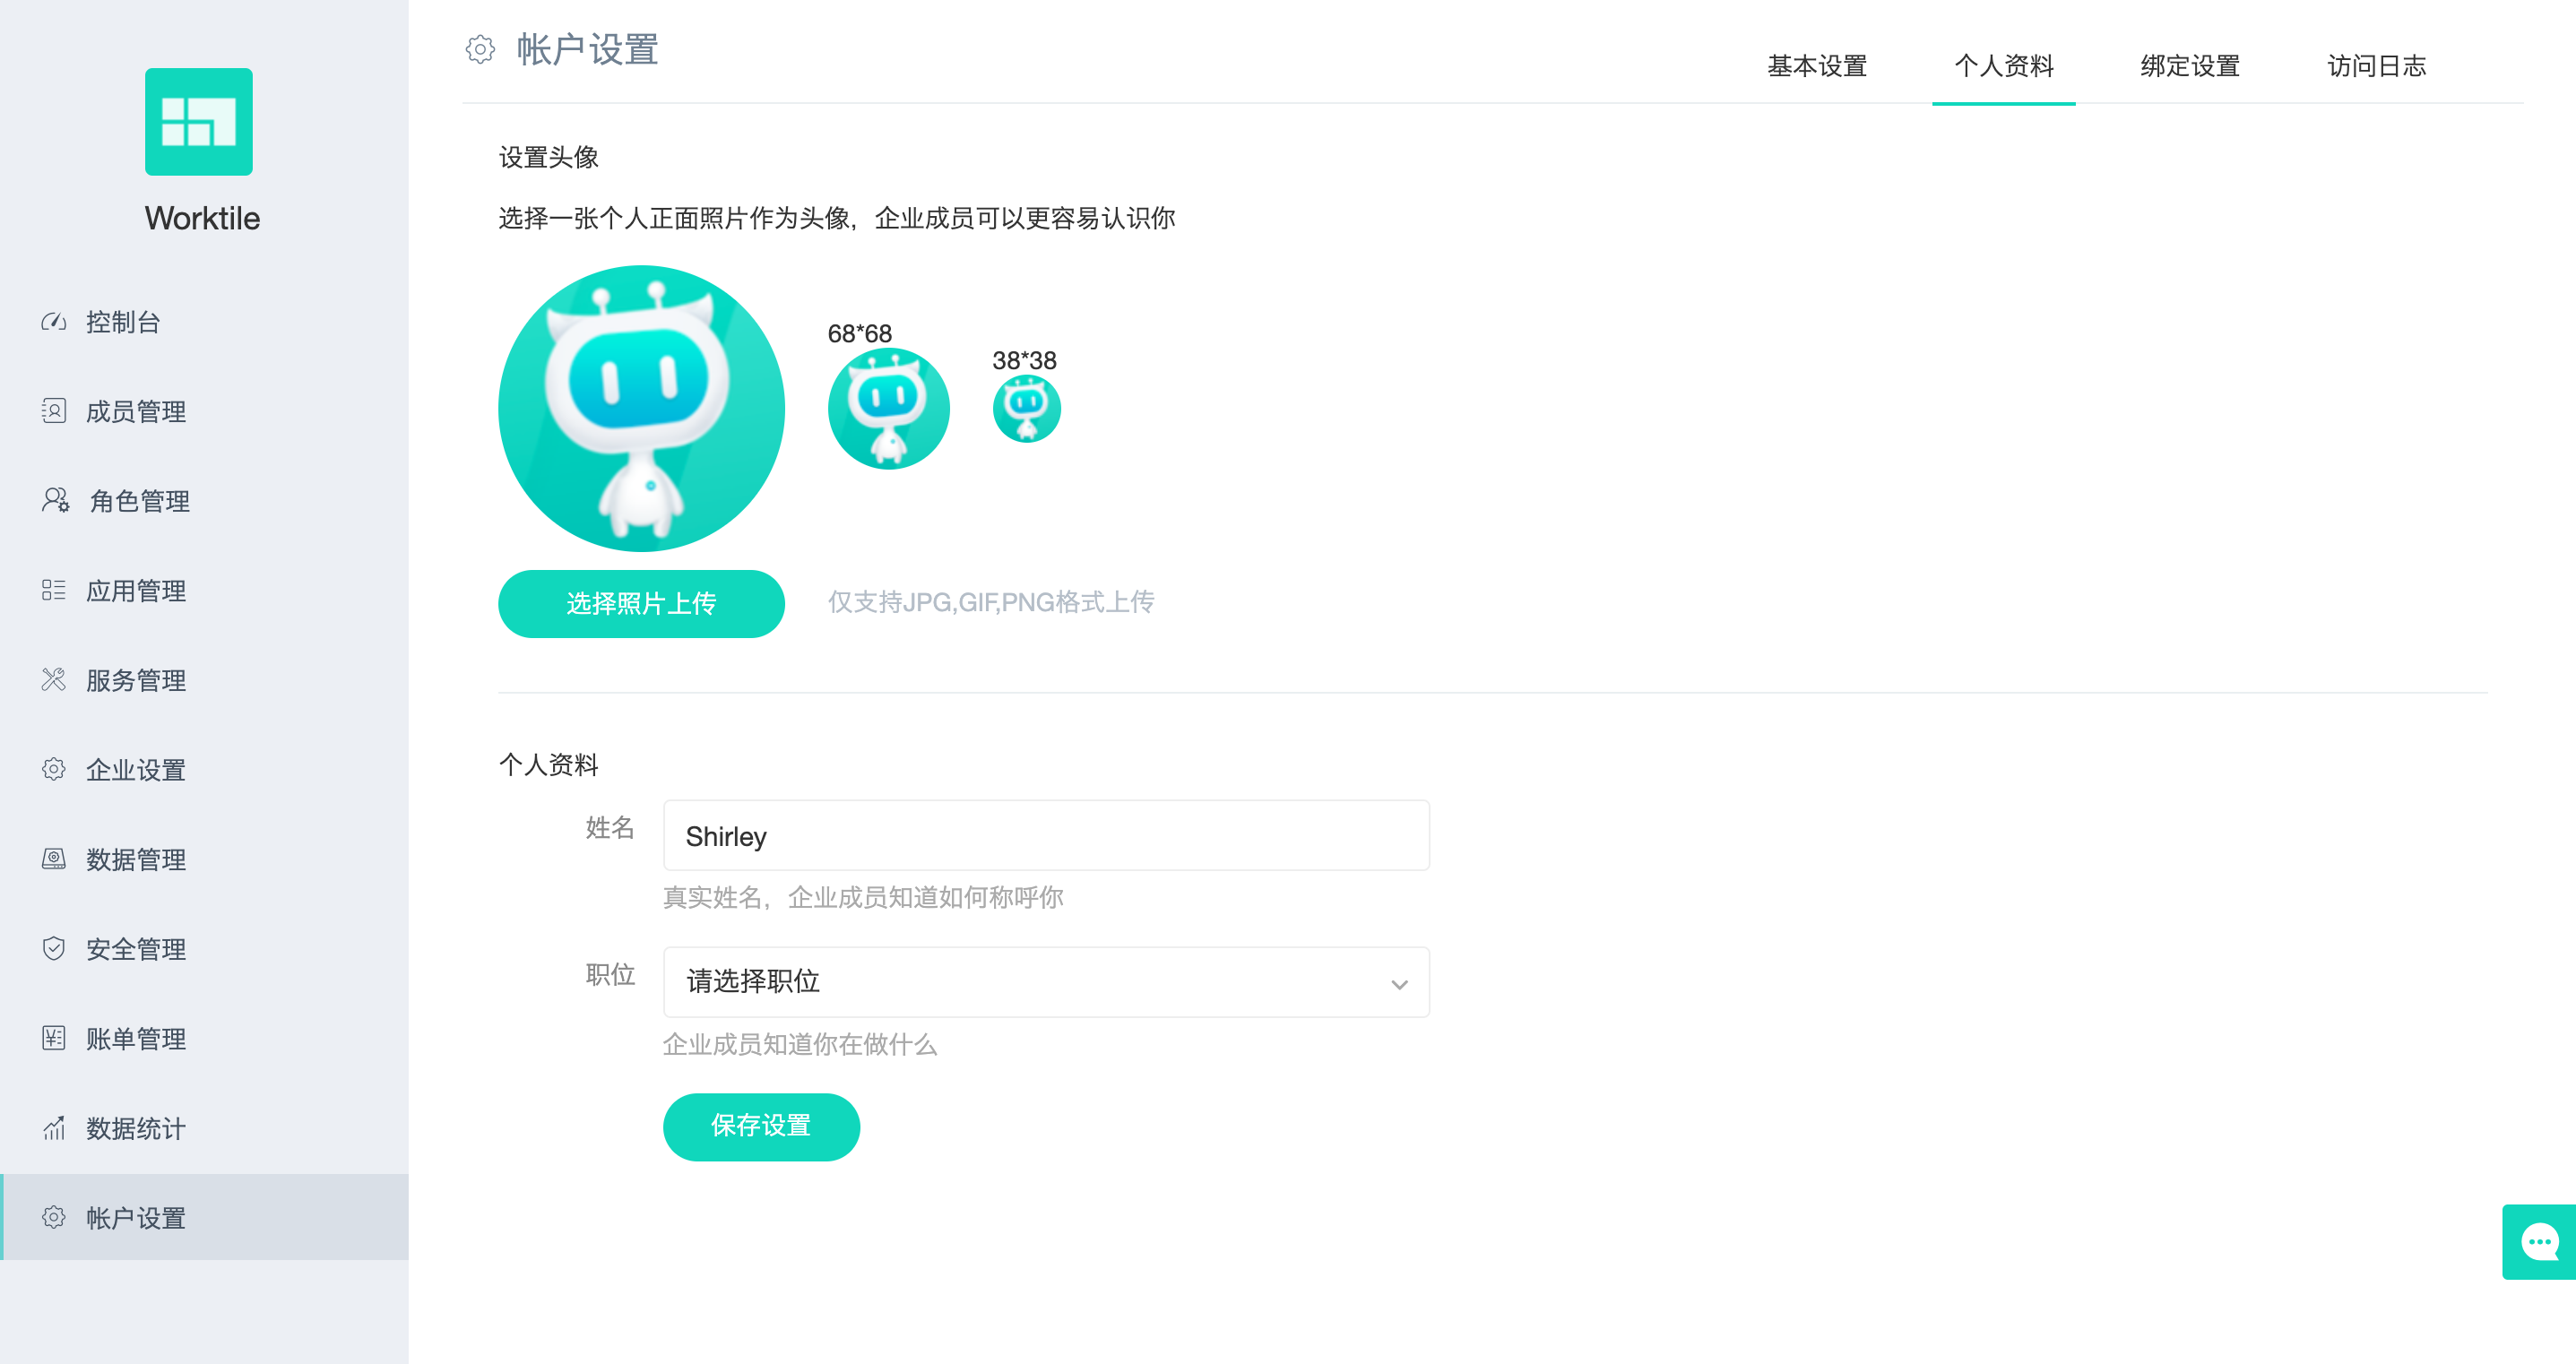 Worktile
控制台
成员管理
角色管理
应用管理
服务管理
企业设置
数据管理
安全管理
账单管理
数据统计
帐户设置
帐户设置
基本设置
个人资料
绑定设置
访问日志
设置头像
选择一张个人正面照片作为头像，企业成员可以更容易认识你
68*68
38*38
选择照片上传
仅支持JPG,GIF,PNG格式上传
个人资料
姓名
Shirley
真实姓名，企业成员知道如何称呼你
职位
请选择职位
企业成员知道你在做什么
保存设置